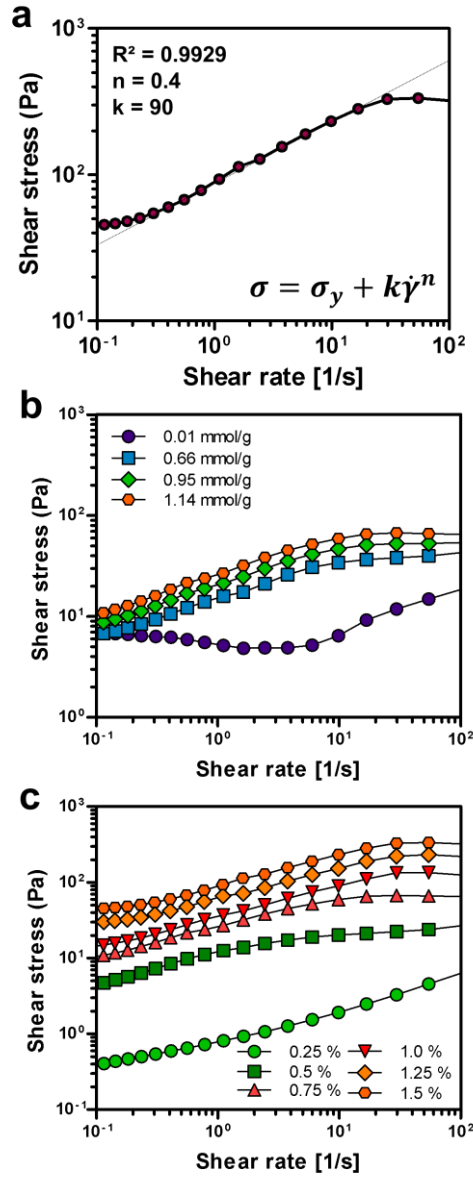 a
R² = 0.9929
n = 0.4
k = 90
σ = σy + kγ̇ⁿ
Shear stress (Pa)
10³
10²
10¹
10⁻¹ 10⁰ 10¹ 10²
Shear rate [1/s]
b
0.01 mmol/g
0.66 mmol/g
0.95 mmol/g
1.14 mmol/g
Shear stress (Pa)
10³
10²
10¹
10⁰
10⁻¹ 10⁰ 10¹ 10²
Shear rate [1/s]
c
Shear stress (Pa)
10³
10²
10¹
10⁰
10⁻¹
0.25 % 1.0 %
0.5 % 1.25 %
0.75 % 1.5 %
10⁻¹ 10⁰ 10¹ 10²
Shear rate [1/s]